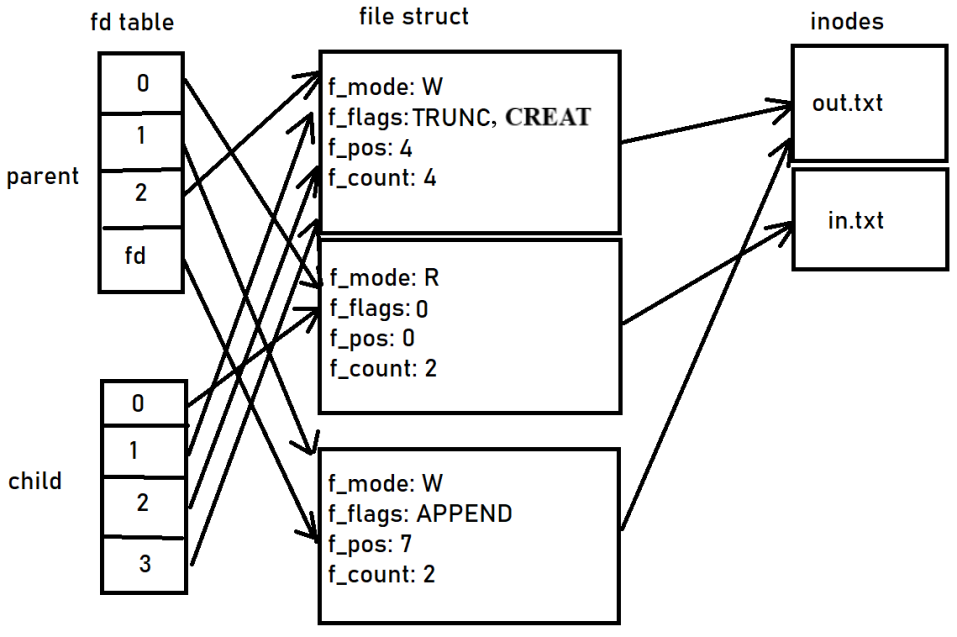 fd table
file struct
inodes
parent
0
1
2
fd
f_mode: W
f_flags: TRUNC, CREAT
f_pos: 4
f_count: 4
out.txt
in.txt
f_mode: R
f_flags: 0
f_pos: 0
f_count: 2
child
0
1
2
3
f_mode: W
f_flags: APPEND
f_pos: 7
f_count: 2